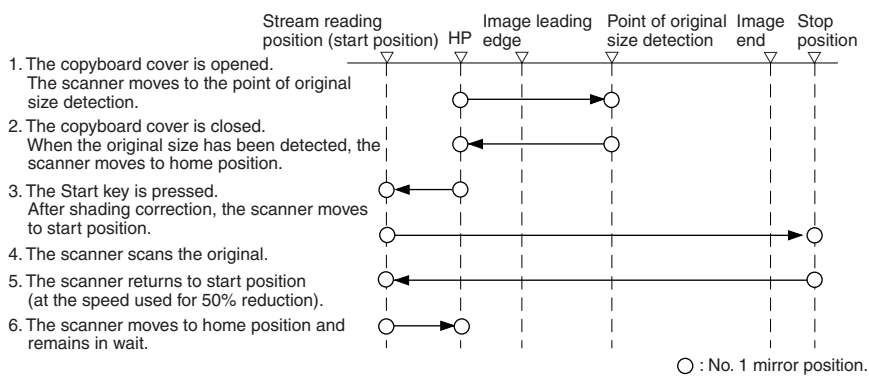 Stream reading position (start position)
HP
Image leading edge
Point of original size detection
Image end
Stop position
1. The copyboard cover is opened.
The scanner moves to the point of original
size detection.
2. The copyboard cover is closed.
When the original size has been detected, the
scanner moves to home position.
3. The Start key is pressed.
After shading correction, the scanner moves
to start position.
4. The scanner scans the original.
5. The scanner returns to start position
(at the speed used for 50% reduction).
6. The scanner moves to home position and
remains in wait.
: No. 1 mirror position.